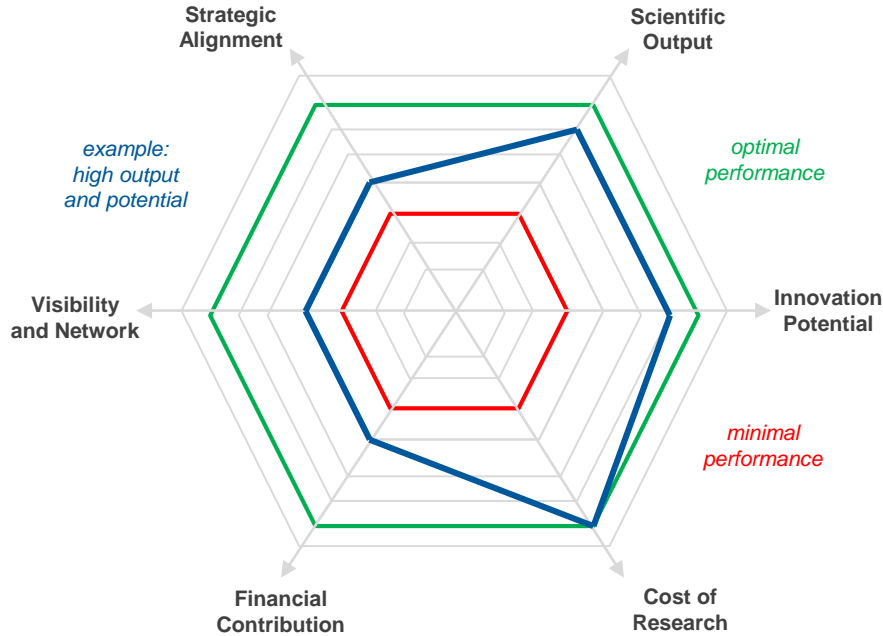 Strategic
Alignment
Scientific
Output
example:
high output
and potential
optimal
performance
Visibility
and Network
Innovation
Potential
minimal
performance
Financial
Contribution
Cost of
Research